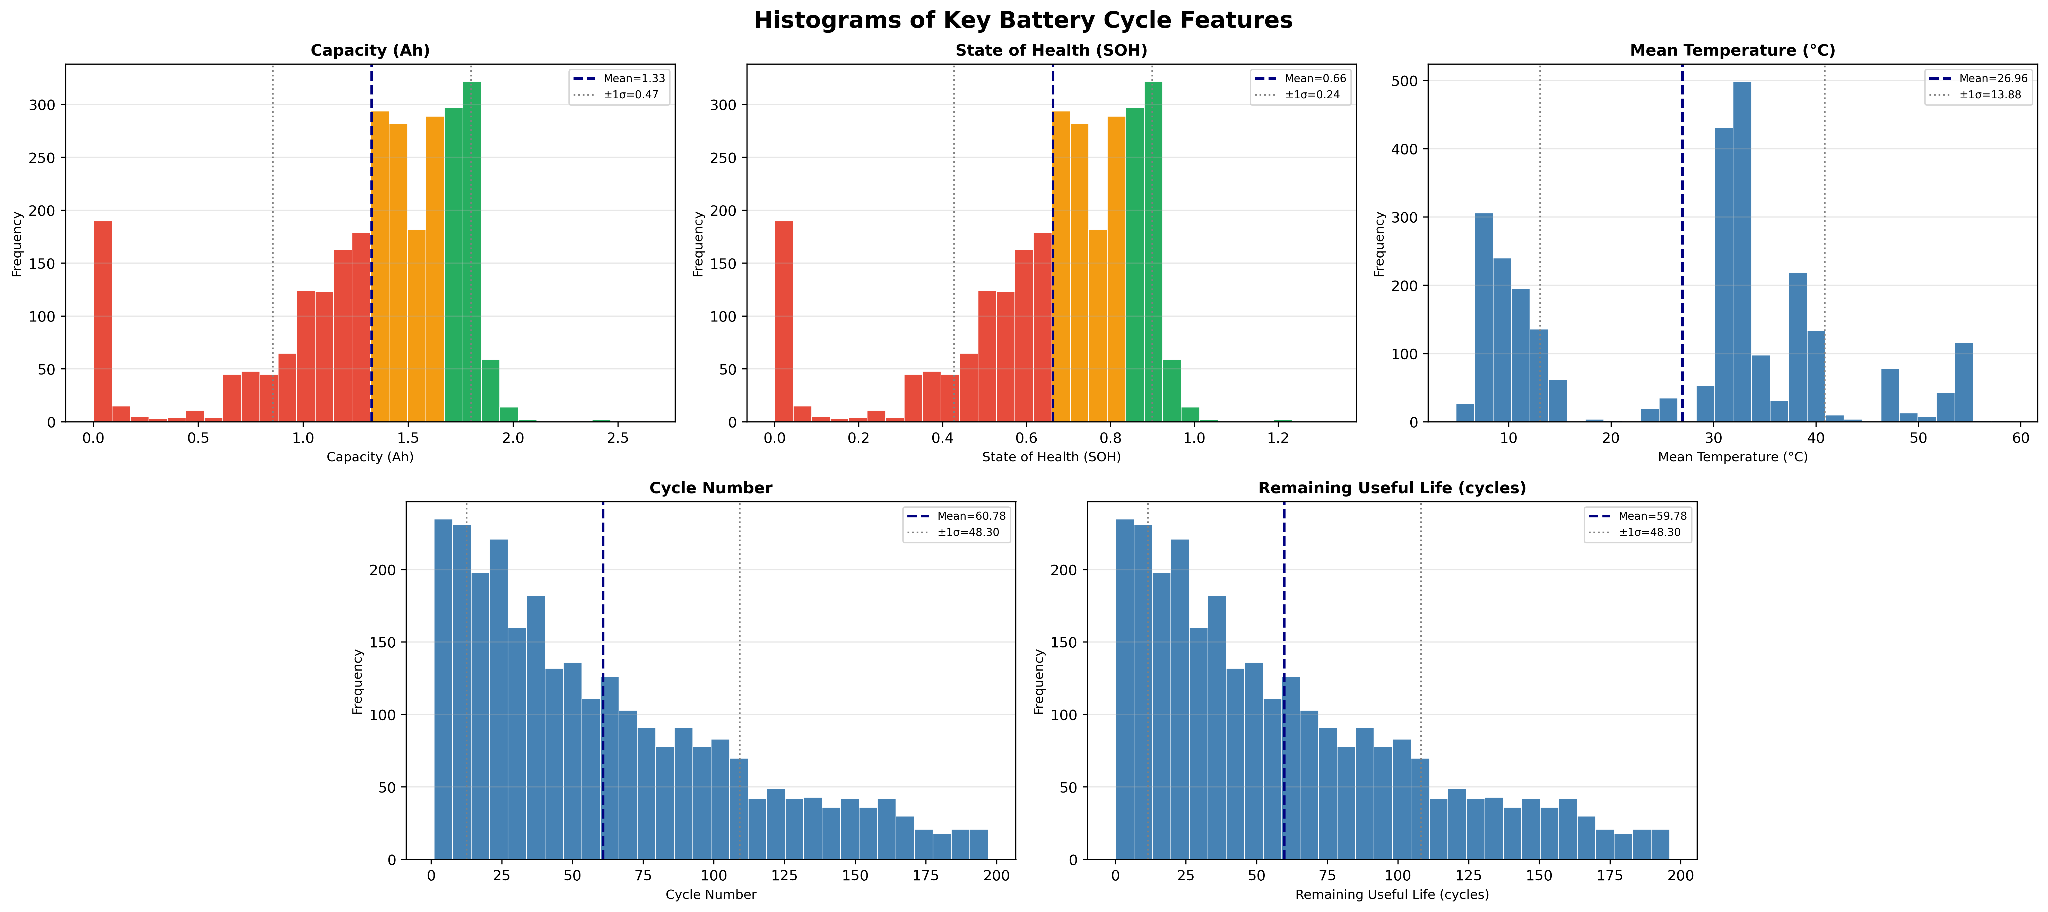 Histograms of Key Battery Cycle Features
Capacity (Ah)
Mean=1.33
±1σ=0.47
Frequency
0
50
100
150
200
250
300
0.0 0.5 1.0 1.5 2.0 2.5
Capacity (Ah)
State of Health (SOH)
Mean=0.66
±1σ=0.24
Frequency
0
50
100
150
200
250
300
0.0 0.2 0.4 0.6 0.8 1.0 1.2
State of Health (SOH)
Mean Temperature (°C)
Mean=26.96
±1σ=13.88
Frequency
0
100
200
300
400
500
10 20 30 40 50 60
Mean Temperature (°C)
Cycle Number
Mean=60.78
±1σ=48.30
Frequency
0
50
100
150
200
0 25 50 75 100 125 150 175 200
Cycle Number
Remaining Useful Life (cycles)
Mean=59.78
±1σ=48.30
Frequency
0
50
100
150
200
0 25 50 75 100 125 150 175 200
Remaining Useful Life (cycles)